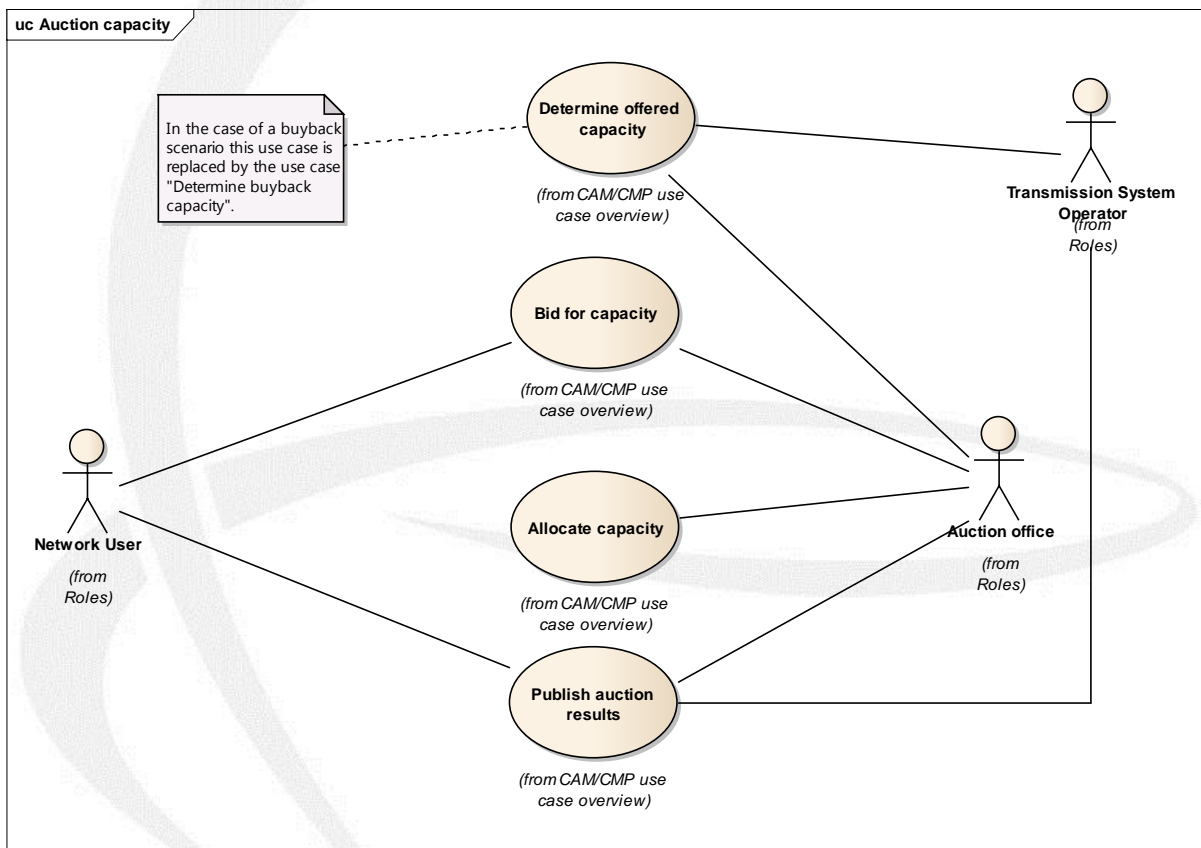 uc Auction capacity
In the case of a buyback
scenario this use case is
replaced by the use case
"Determine buyback
capacity".
Determine offered
capacity
(from CAM/CMP use
case overview)
Transmission System
Operator
(from
Roles)
Bid for capacity
(from CAM/CMP use
case overview)
Network User
(from
Roles)
Allocate capacity
(from CAM/CMP use
case overview)
Auction office
(from
Roles)
Publish auction
results
(from CAM/CMP use
case overview)